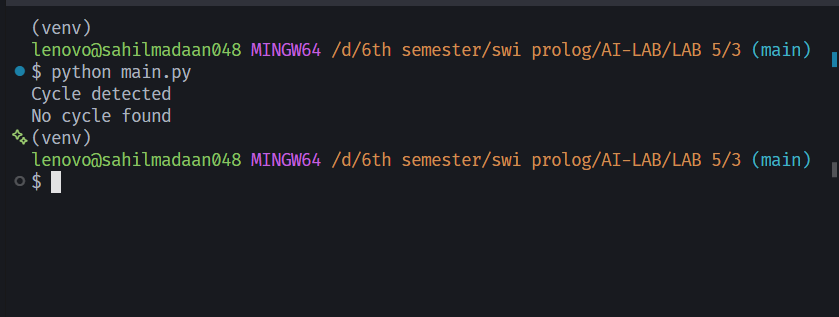 (venv)
lenovo@sahilmadaan048 MINGW64 /d/6th semester/swi prolog/AI-LAB/LAB 5/3 (main)
$ python main.py
Cycle detected
No cycle found
(venv)
lenovo@sahilmadaan048 MINGW64 /d/6th semester/swi prolog/AI-LAB/LAB 5/3 (main)
$